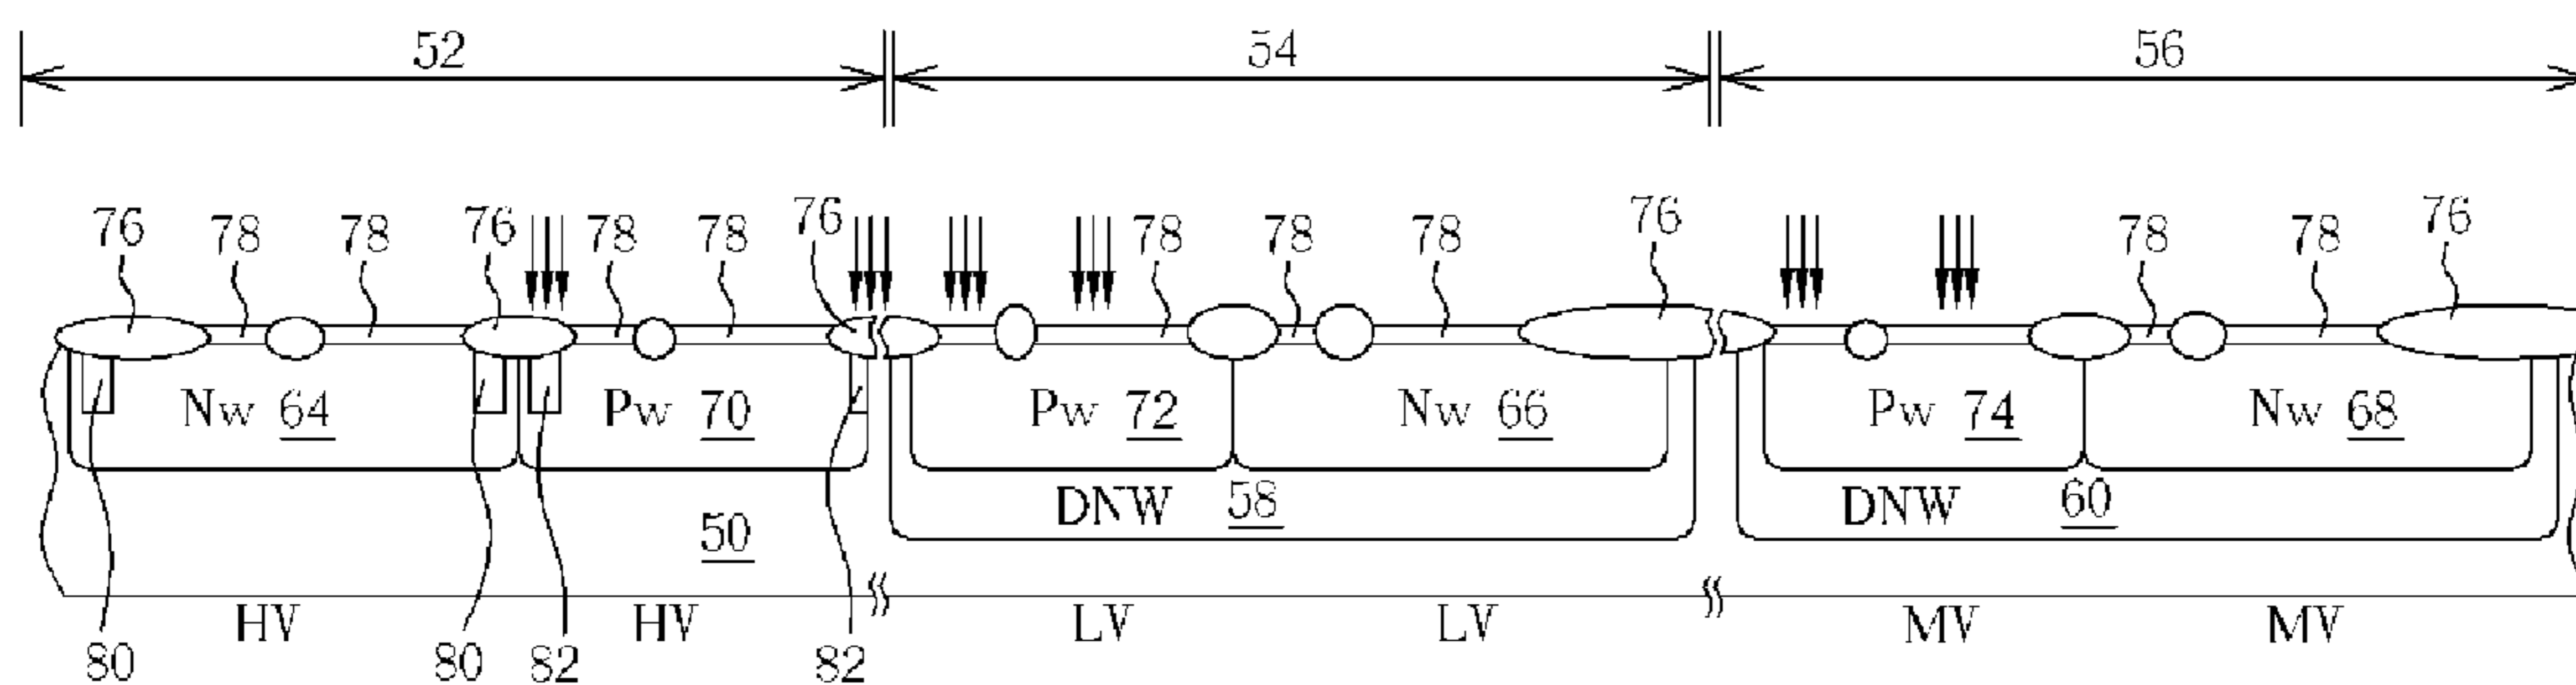 52 54 56
76 78 78 76 78 78 76 78 78 78 76 78 78 76
Nw 64 Pw 70 Pw 72 Nw 66 Pw 74 Nw 68
50 DNW 58 DNW 60
HV HV LV LV MV MV
80 80 82 82